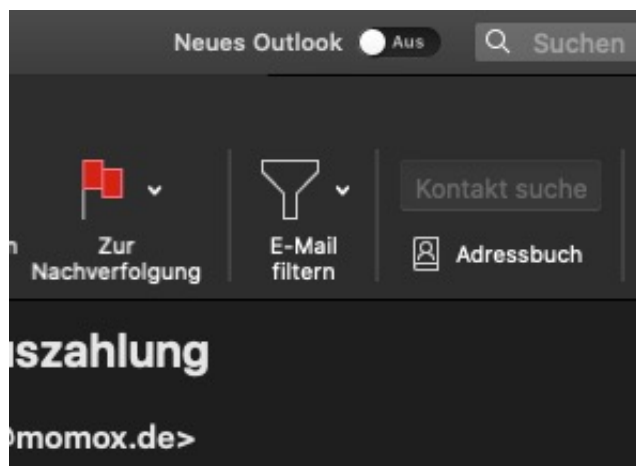 Neues Outlook Aus Suchen
Kontakt suche
Zur E-Mail Adressbuch
Nachverfolgung filtern
uszahlung
@momox.de>